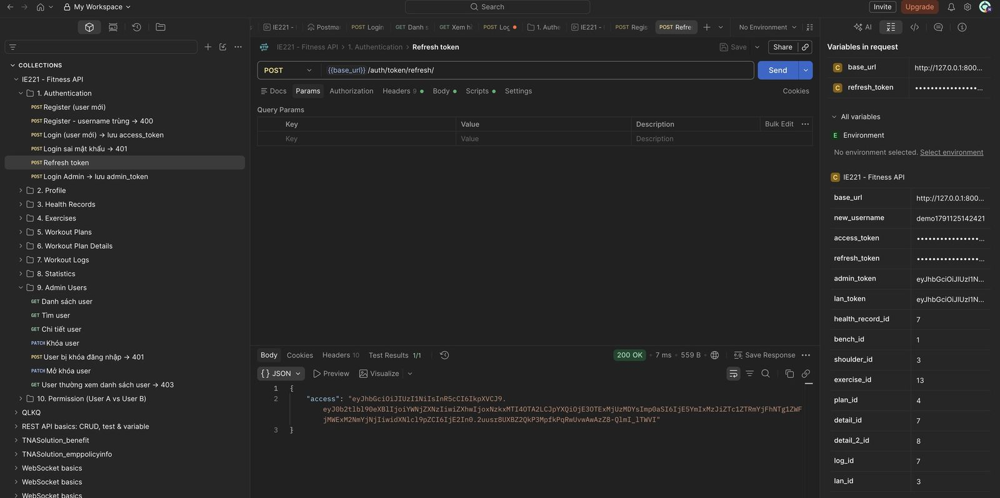 My Workspace
Search
Invite
Upgrade
IE221 -
Postma
POST Login
GET Danh s
GET Xem h
POST Log
1. Authe
IE221 -
POST Regis
POST Refre
No Environment
AI
COLLECTIONS
IE221 - Fitness API
1. Authentication
POST Register (user mới)
POST Register - username trùng → 400
POST Login (user mới) → lưu access_token
POST Login sai mật khẩu → 401
POST Refresh token
POST Login Admin → lưu admin_token
2. Profile
3. Health Records
4. Exercises
5. Workout Plans
6. Workout Plan Details
7. Workout Logs
8. Statistics
9. Admin Users
GET Danh sách user
GET Tìm user
GET Chi tiết user
PATCH Khóa user
POST User bị khóa đăng nhập → 401
PATCH Mở khóa user
GET User thường xem danh sách user → 403
10. Permission (User A vs User B)
QLKQ
REST API basics: CRUD, test & variable
TNASolution_benefit
TNASolution_emppolicyinfo
WebSocket basics
WebSocket basics
WebSocket basics
HTTP IE221 - Fitness API > 1. Authentication > Refresh token
Save
Share
POST
{{base_url}} /auth/token/refresh/
Send
Docs
Params
Authorization
Headers 9
Body
Scripts
Settings
Cookies
Query Params
Key Value Description Bulk Edit
Key Value Description
Body
Cookies
Headers 10
Test Results 1/1
200 OK • 7 ms • 559 B
Save Response
{} JSON
Preview
Visualize
1 {
2 "access": "eyJhbGciOiJIUzI1NiIsInR5cCI6IkpXVCJ9.
eyJ0b2tlbl90eXBlIjoiYWNjZXNzIiwiZXhwIjoxNzkxMTI4OTA2LCJpYXQiOjE3OTExMjUzMDYsImp0aSI6IjE5YmIxMzJiZTc1ZTRmYjFhNTg1ZWF
jMWExM2NmYjNjIiwidXNlcl9pZCI6IjE2In0.2uusr8UXBZ2QkP3MpfkPqRwUvwAwAzZ8-QlmI_lTWVI"
3 }
Variables in request
C base_url http://127.0.0.1:800...
C refresh_token ••••••••••••••••...
All variables
E Environment
No environment selected. Select environment
C IE221 - Fitness API
base_url http://127.0.0.1:800...
new_username demo1791125142421
access_token ••••••••••••••••...
refresh_token ••••••••••••••••...
admin_token eyJhbGciOiJIUzI1N...
lan_token eyJhbGciOiJIUzI1N...
health_record_id 7
bench_id 1
shoulder_id 3
exercise_id 13
plan_id 4
detail_id 7
detail_2_id 8
log_id 7
lan_id 3